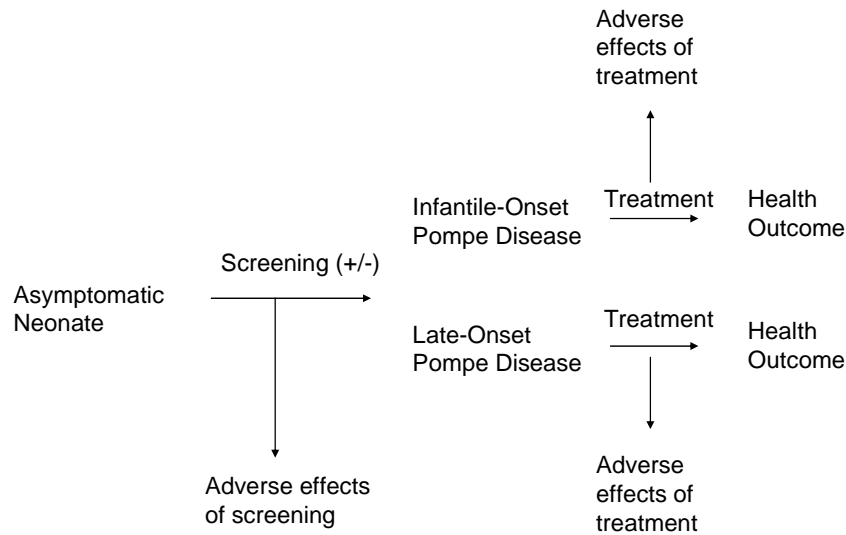 Adverse
effects of
treatment
Infantile-Onset
Pompe Disease
Treatment
Health
Outcome
Screening (+/-)
Asymptomatic
Neonate
Late-Onset
Pompe Disease
Treatment
Health
Outcome
Adverse effects
of screening
Adverse
effects of
treatment